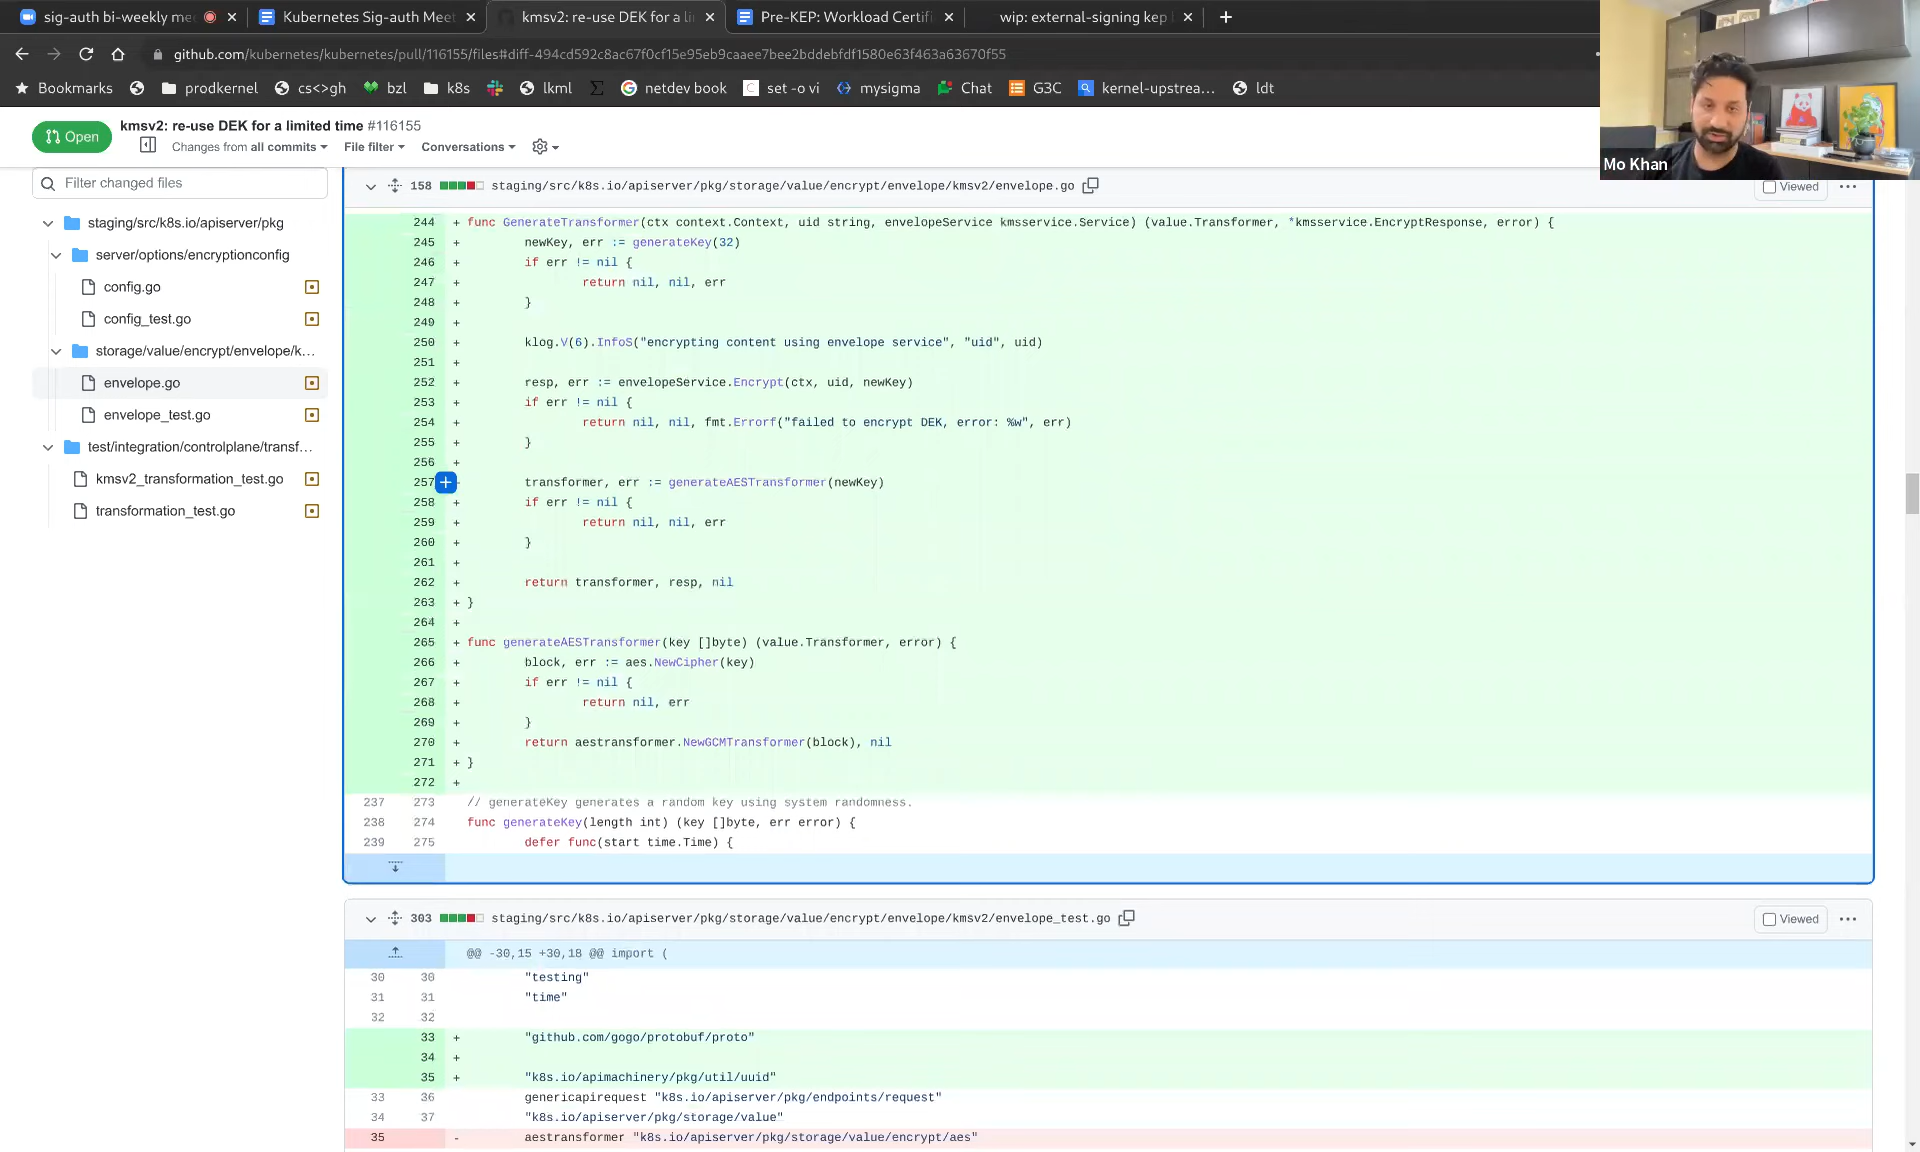 sig-auth bi-weekly me
Kubernetes Sig-auth Meet
kmsv2: re-use DEK for a li
Pre-KEP: Workload Certifi
wip: external-signing kep
github.com/kubernetes/kubernetes/pull/116155/files#diff-494cd592c8ac67f0cf15e95eb9caaee7bee2bddebfdf1580e63f463a63670f55
Bookmarks prodkernel cs<>gh bzl k8s lkml netdev book set -o vi mysigma Chat G3C kernel-upstrea... ldt
Mo Khan
Open
kmsv2: re-use DEK for a limited time #116155
Changes from all commits File filter Conversations
Filter changed files
staging/src/k8s.io/apiserver/pkg
server/options/encryptionconfig
config.go
config_test.go
storage/value/encrypt/envelope/k...
envelope.go
envelope_test.go
test/integration/controlplane/transf...
kmsv2_transformation_test.go
transformation_test.go
158 staging/src/k8s.io/apiserver/pkg/storage/value/encrypt/envelope/kmsv2/envelope.go Viewed
244 + func GenerateTransformer(ctx context.Context, uid string, envelopeService kmsservice.Service) (value.Transformer, *kmsservice.EncryptResponse, error) {
245 + newKey, err := generateKey(32)
246 + if err != nil {
247 + return nil, nil, err
248 + }
249 +
250 + klog.V(6).InfoS("encrypting content using envelope service", "uid", uid)
251 +
252 + resp, err := envelopeService.Encrypt(ctx, uid, newKey)
253 + if err != nil {
254 + return nil, nil, fmt.Errorf("failed to encrypt DEK, error: %w", err)
255 + }
256 +
257 + transformer, err := generateAESTransformer(newKey)
258 + if err != nil {
259 + return nil, nil, err
260 + }
261 +
262 + return transformer, resp, nil
263 + }
264 +
265 + func generateAESTransformer(key []byte) (value.Transformer, error) {
266 + block, err := aes.NewCipher(key)
267 + if err != nil {
268 + return nil, err
269 + }
270 + return aestransformer.NewGCMTransformer(block), nil
271 + }
272 +
237 273 // generateKey generates a random key using system randomness.
238 274 func generateKey(length int) (key []byte, err error) {
239 275 defer func(start time.Time) {
303 staging/src/k8s.io/apiserver/pkg/storage/value/encrypt/envelope/kmsv2/envelope_test.go Viewed
@@ -30,15 +30,18 @@ import (
30 30 "testing"
31 31 "time"
32 32
33 + "github.com/gogo/protobuf/proto"
34 +
35 + "k8s.io/apimachinery/pkg/util/uuid"
33 36 genericapirequest "k8s.io/apiserver/pkg/endpoints/request"
34 37 "k8s.io/apiserver/pkg/storage/value"
35 - aestransformer "k8s.io/apiserver/pkg/storage/value/encrypt/aes"